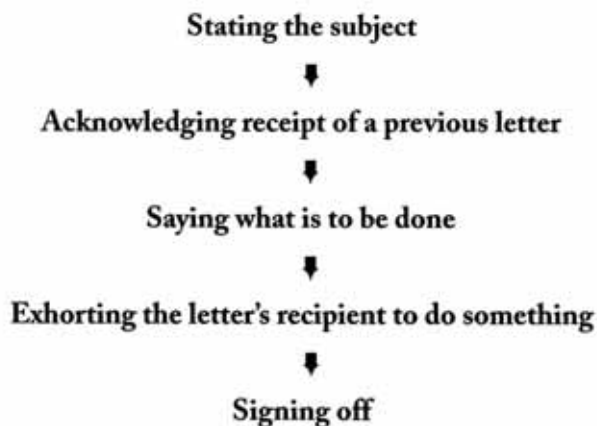 Stating the subject
Acknowledging receipt of a previous letter
Saying what is to be done
Exhorting the letter's recipient to do something
Signing off